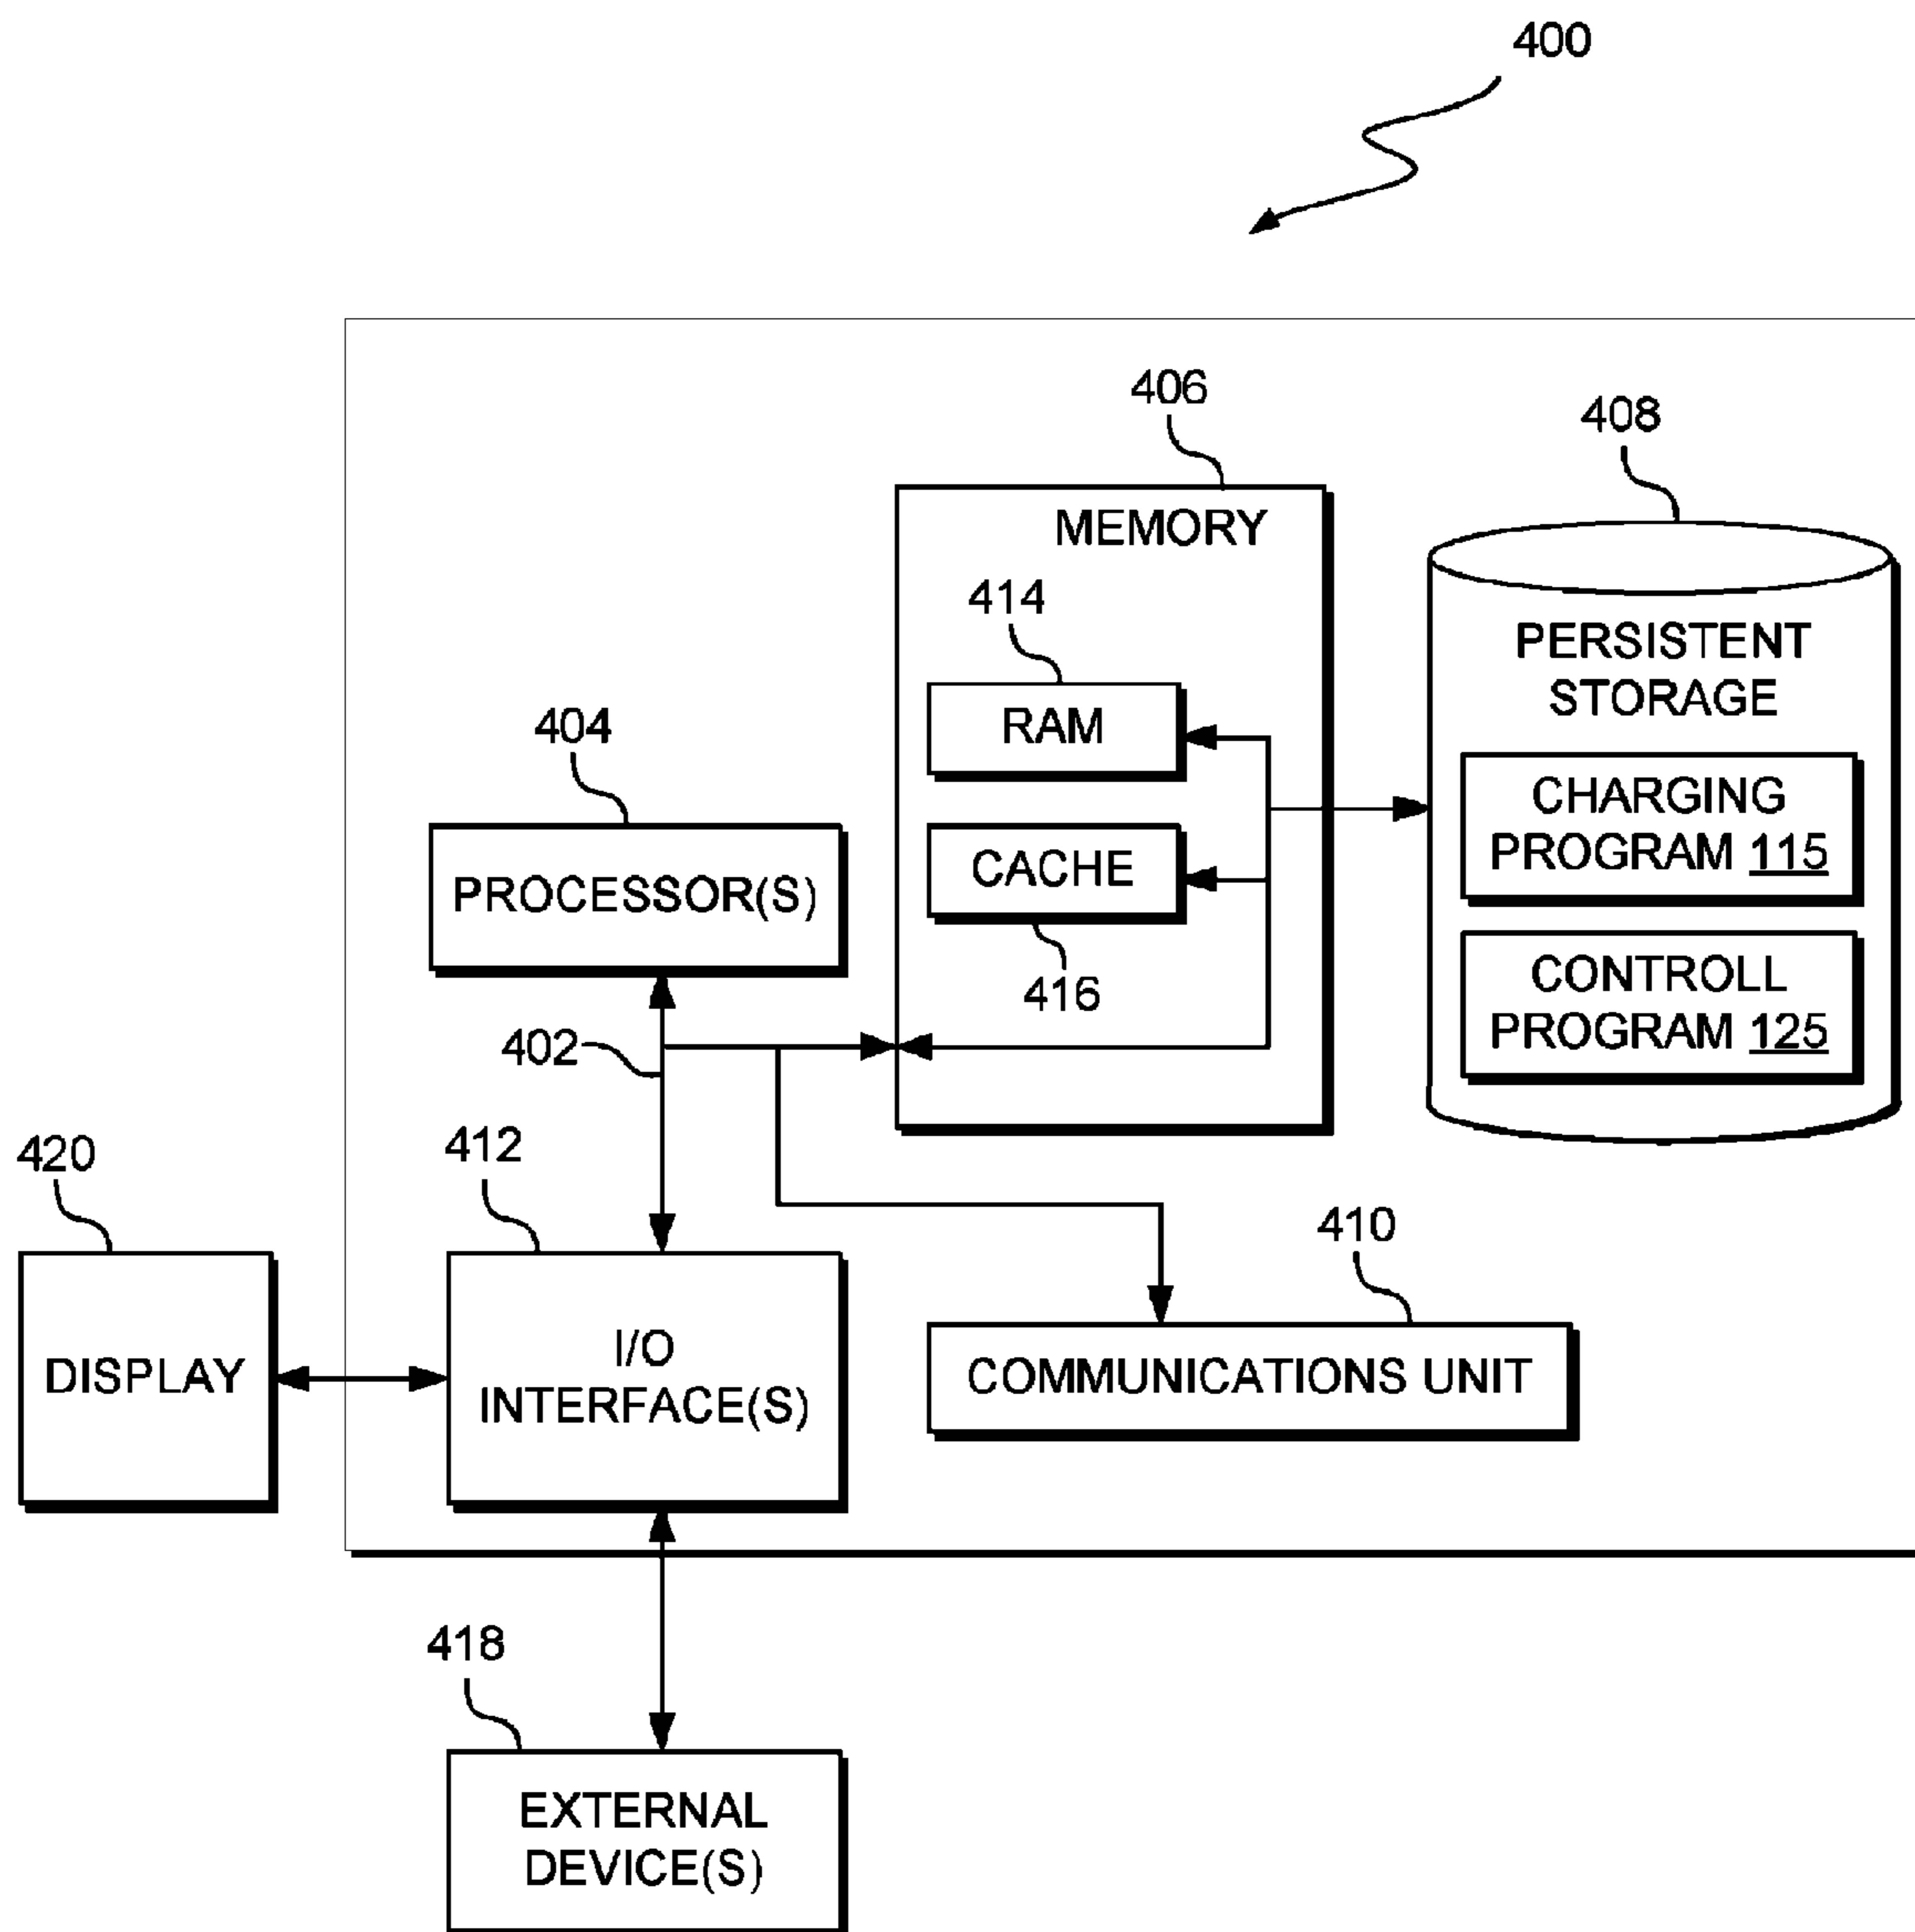 400
406
408
MEMORY
414
RAM
PERSISTENT
STORAGE
404
CHARGING
PROGRAM 115
CACHE
PROCESSOR(S)
416
CONTROLL
PROGRAM 125
402
420
412
410
DISPLAY
I/O
INTERFACE(S)
COMMUNICATIONS UNIT
418
EXTERNAL
DEVICE(S)